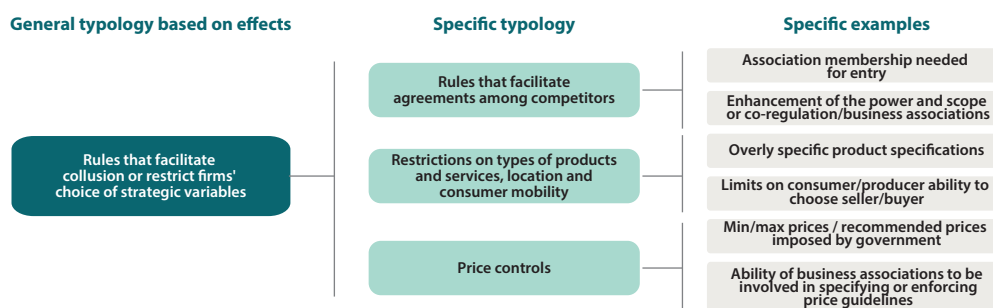 General typology based on effects
Specific typology
Specific examples
Rules that facilitate
collusion or restrict firms'
choice of strategic variables
Rules that facilitate
agreements among competitors
Association membership needed
for entry
Enhancement of the power and scope
or co-regulation/business associations
Restrictions on types of products
and services, location and
consumer mobility
Overly specific product specifications
Limits on consumer/producer ability to
choose seller/buyer
Price controls
Min/max prices / recommended prices
imposed by government
Ability of business associations to be
involved in specifying or enforcing
price guidelines